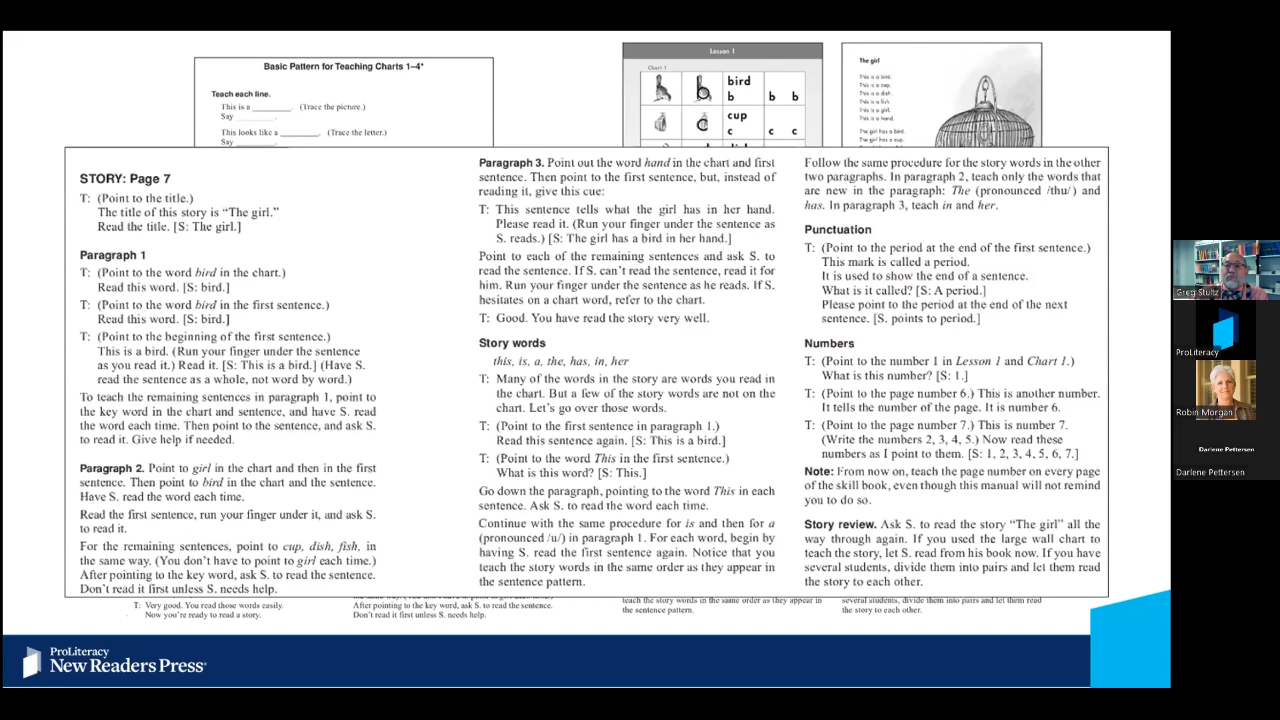 Basic Pattern for Teaching Charts 1–4*
Teach each line.
This is a ________. (Trace the picture.)
Say ________.
This looks like a ________. (Trace the letter.)
Say ________.
Lesson 1
Chart 1
bird
b b b
cup
c c c
The girl
This is a bird.
This is a cup.
This is a dish.
This is a fish.
This is a girl.
This is a hand.
The girl has a bird.
The girl has a cup.
STORY: Page 7
T: (Point to the title.)
The title of this story is “The girl.”
Read the title. [S: The girl.]
Paragraph 1
T: (Point to the word bird in the chart.)
Read this word. [S: bird.]
T: (Point to the word bird in the first sentence.)
Read this word. [S: bird.]
T: (Point to the beginning of the first sentence.)
This is a bird. (Run your finger under the sentence
as you read it.) Read it. [S: This is a bird.] (Have S.
read the sentence as a whole, not word by word.)
To teach the remaining sentences in paragraph 1, point to
the key word in the chart and sentence, and have S. read
the word each time. Then point to the sentence, and ask S.
to read it. Give help if needed.
Paragraph 2. Point to girl in the chart and then in the first
sentence. Then point to bird in the chart and the sentence.
Have S. read the word each time.
Read the first sentence, run your finger under it, and ask S.
to read it.
For the remaining sentences, point to cup, dish, fish, in
the same way. (You don’t have to point to girl each time.)
After pointing to the key word, ask S. to read the sentence.
Don’t read it first unless S. needs help.
Paragraph 3. Point out the word hand in the chart and first
sentence. Then point to the first sentence, but, instead of
reading it, give this cue:
T: This sentence tells what the girl has in her hand.
Please read it. (Run your finger under the sentence as
S. reads.) [S: The girl has a bird in her hand.]
Point to each of the remaining sentences and ask S. to
read the sentence. If S. can’t read the sentence, read it for
him. Run your finger under the sentence as he reads. If S.
hesitates on a chart word, refer to the chart.
T: Good. You have read the story very well.
Story words
this, is, a, the, has, in, her
T: Many of the words in the story are words you read in
the chart. But a few of the story words are not on the
chart. Let’s go over those words.
T: (Point to the first sentence in paragraph 1.)
Read this sentence again. [S: This is a bird.]
T: (Point to the word This in the first sentence.)
What is this word? [S: This.]
Go down the paragraph, pointing to the word This in each
sentence. Ask S. to read the word each time.
Continue with the same procedure for is and then for a
(pronounced /u/) in paragraph 1. For each word, begin by
having S. read the first sentence again. Notice that you
teach the story words in the same order as they appear in
the sentence pattern.
Follow the same procedure for the story words in the other
two paragraphs. In paragraph 2, teach only the words that
are new in the paragraph: The (pronounced /thu/) and
has. In paragraph 3, teach in and her.
Punctuation
T: (Point to the period at the end of the first sentence.)
This mark is called a period.
It is used to show the end of a sentence.
What is it called? [S: A period.]
Please point to the period at the end of the next
sentence. [S. points to period.]
Numbers
T: (Point to the number 1 in Lesson 1 and Chart 1.)
What is this number? [S: 1.]
T: (Point to the page number 6.) This is another number.
It tells the number of the page. It is number 6.
T: (Point to the page number 7.) This is number 7.
(Write the numbers 2, 3, 4, 5.) Now read these
numbers as I point to them. [S: 1, 2, 3, 4, 5, 6, 7.]
Note: From now on, teach the page number on every page
of the skill book, even though this manual will not remind
you to do so.
Story review. Ask S. to read the story “The girl” all the
way through again. If you used the large wall chart to
teach the story, let S. read from his book now. If you have
several students, divide them into pairs and let them read
the story to each other.
T: Very good. You read those words easily.
Now you’re ready to read a story.
After pointing to the key word, ask S. to read the sentence.
Don’t read it first unless S. needs help.
teach the story words in the same order as they appear in
the sentence pattern.
several students, divide them into pairs and let them read
the story to each other.
ProLiteracy
New Readers Press
Greg Stultz
ProLiteracy
Robin Morgan
Darlene Pettersen
Darlene Pettersen